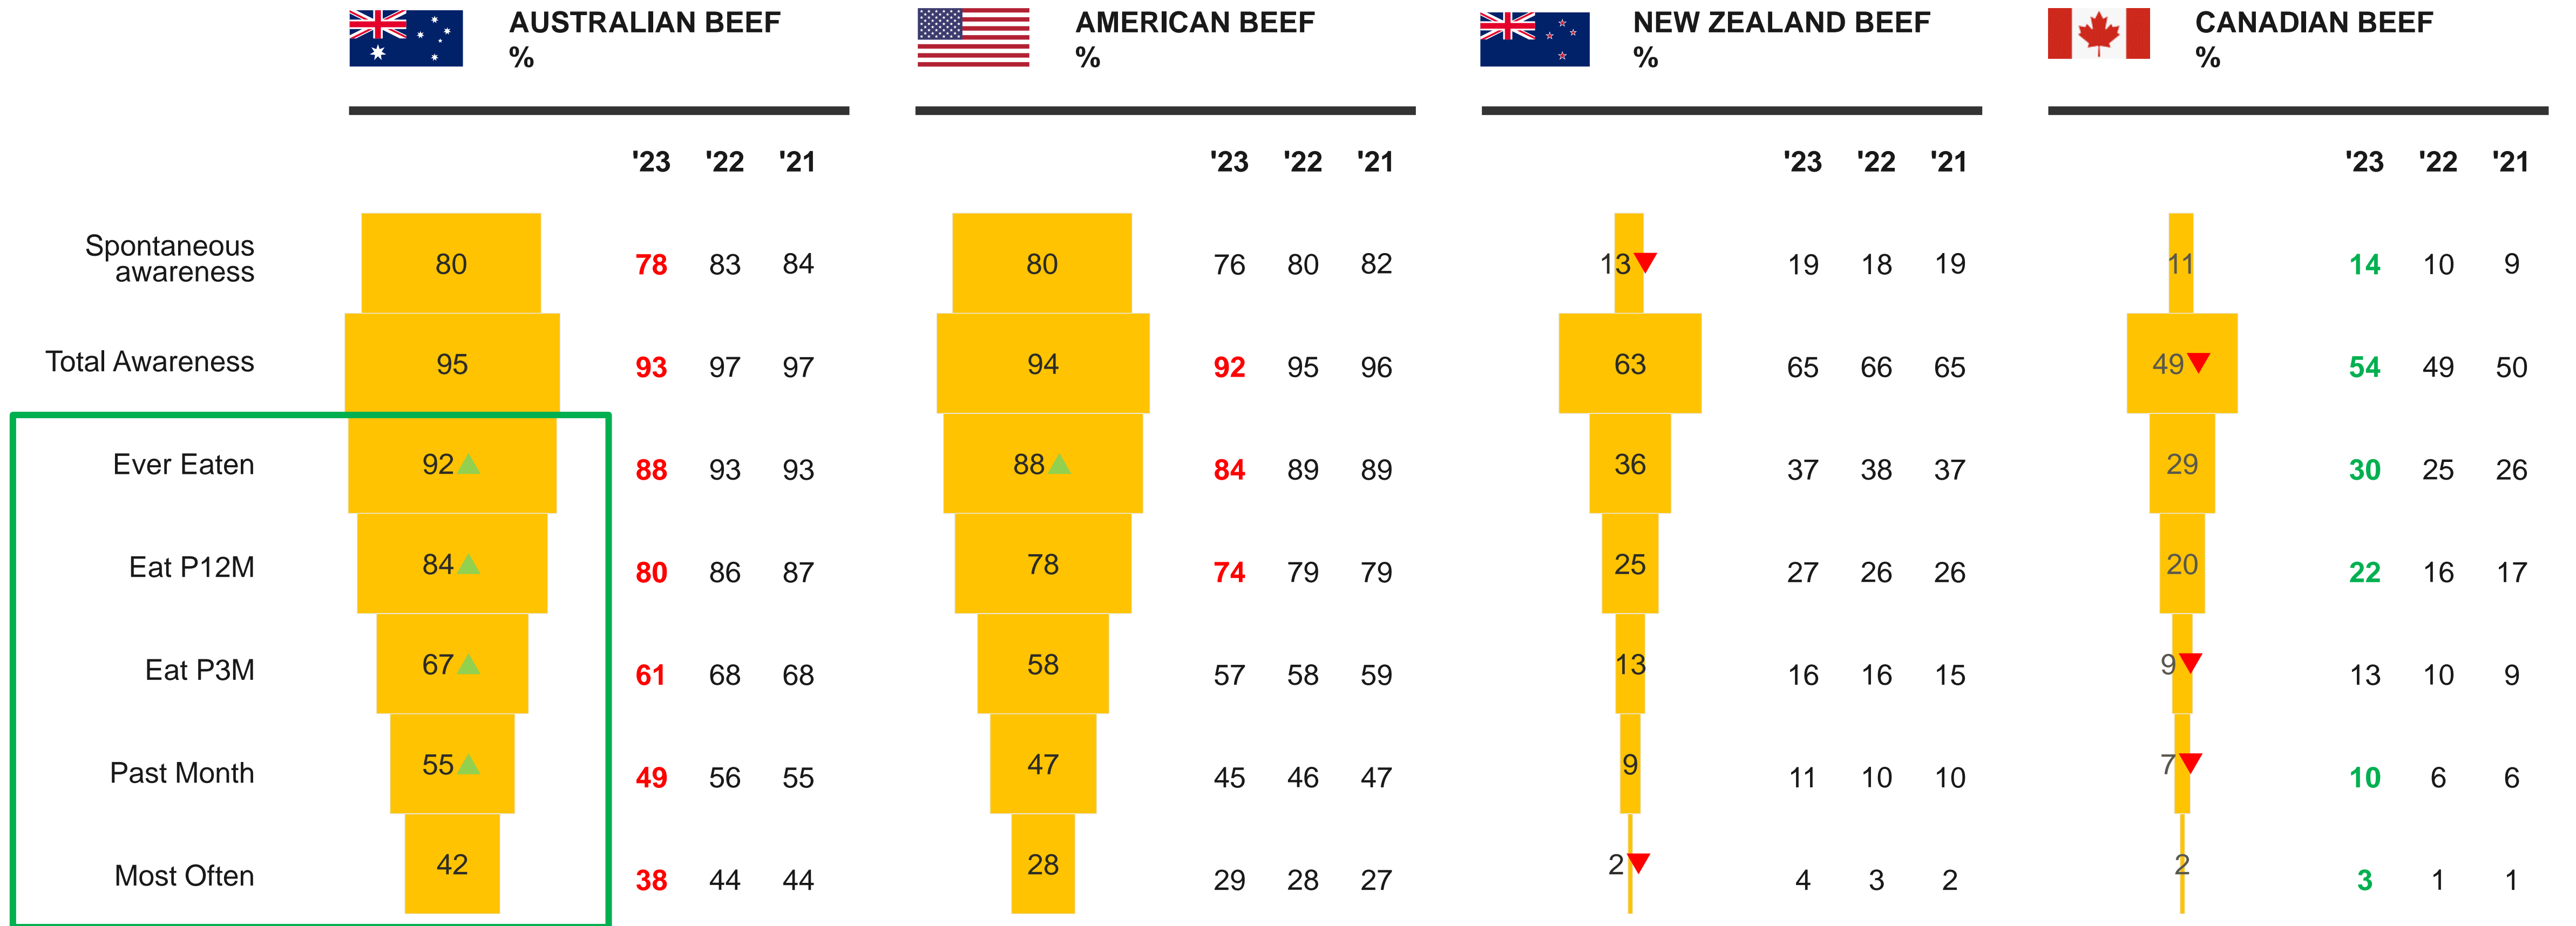 AUSTRALIAN BEEF
%
AMERICAN BEEF
%
NEW ZEALAND BEEF
%
CANADIAN BEEF
%
'23 '22 '21 '23 '22 '21 '23 '22 '21 '23 '22 '21
Spontaneous
awareness
80 78 83 84 80 76 80 82 13 19 18 19 11 14 10 9
Total Awareness 95 93 97 97 94 92 95 96 63 65 66 65 49 54 49 50
Ever Eaten 92 88 93 93 88 84 89 89 36 37 38 37 29 30 25 26
Eat P12M 84 80 86 87 78 74 79 79 25 27 26 26 20 22 16 17
Eat P3M 67 61 68 68 58 57 58 59 13 16 16 15 9 13 10 9
Past Month 55 49 56 55 47 45 46 47 9 11 10 10 7 10 6 6
Most Often 42 38 44 44 28 29 28 27 2 4 3 2 2 3 1 1